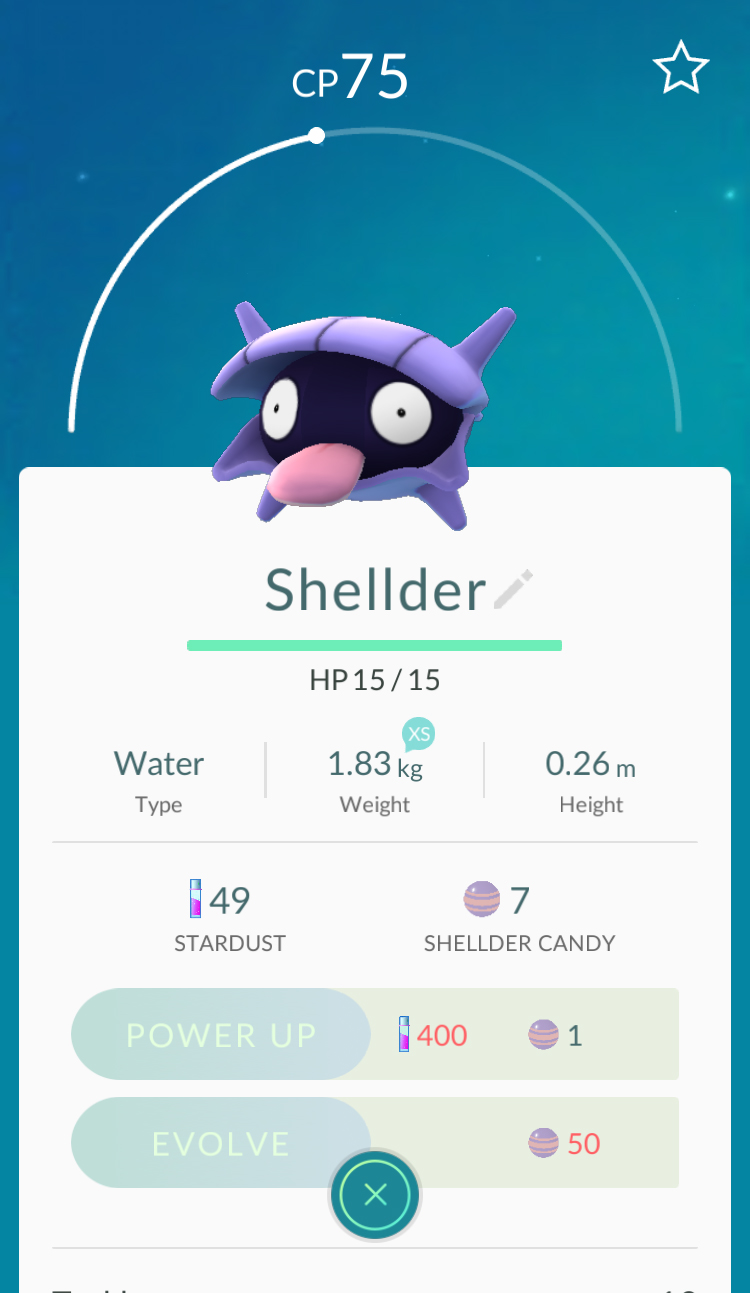 CP75
Shellder
HP 15 / 15
XS
Water 1.83 kg 0.26 m
Type Weight Height
49 7
STARDUST SHELLDER CANDY
POWER UP 400 1
EVOLVE 50